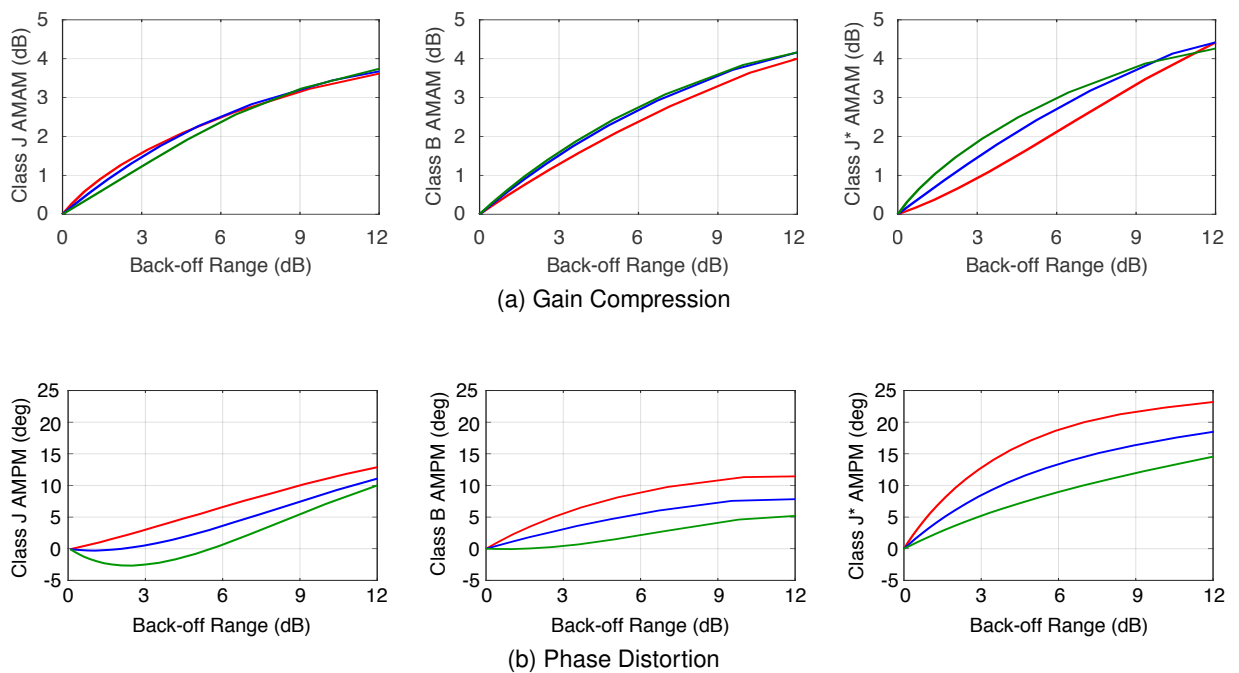 Class J AMAM (dB)
5
4
3
2
1
0
0 3 6 9 12
Back-off Range (dB)
Class B AMAM (dB)
5
4
3
2
1
0
0 3 6 9 12
Back-off Range (dB)
Class J* AMAM (dB)
5
4
3
2
1
0
0 3 6 9 12
Back-off Range (dB)
(a) Gain Compression
Class J AMPM (deg)
25
20
15
10
5
0
-5
0 3 6 9 12
Back-off Range (dB)
Class B AMPM (deg)
25
20
15
10
5
0
-5
0 3 6 9 12
Back-off Range (dB)
Class J* AMPM (deg)
25
20
15
10
5
0
-5
0 3 6 9 12
Back-off Range (dB)
(b) Phase Distortion